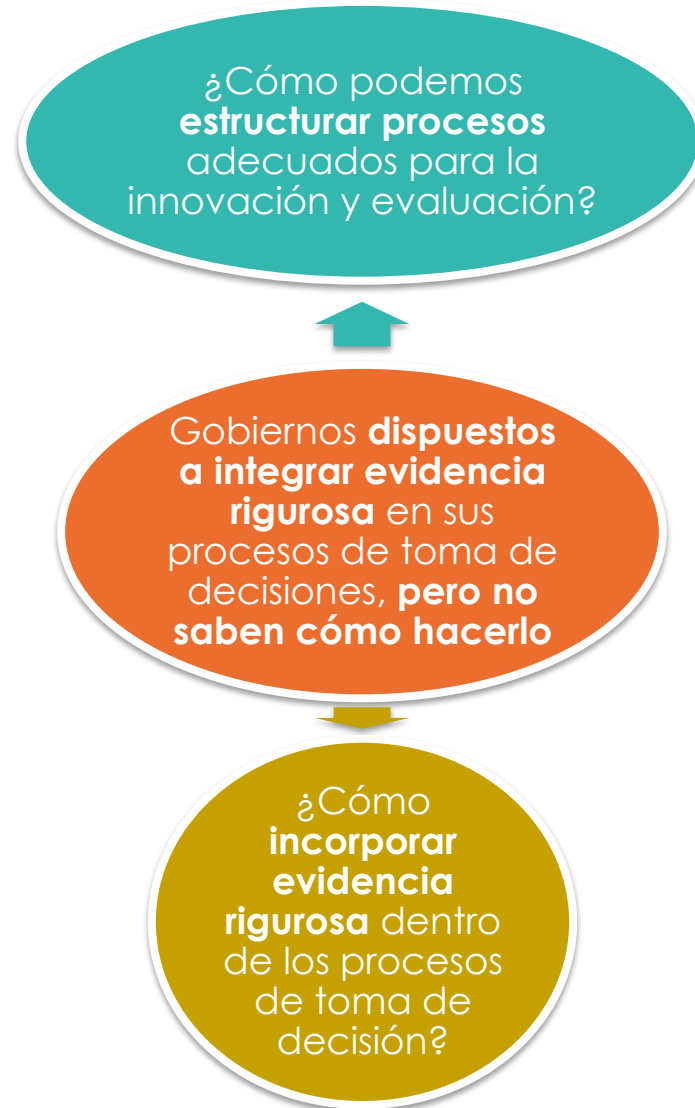 ¿Cómo podemos
estructurar procesos
adecuados para la
innovación y evaluación?
Gobiernos dispuestos
a integrar evidencia
rigurosa en sus
procesos de toma de
decisiones, pero no
saben cómo hacerlo
¿Cómo
incorporar
evidencia
rigurosa dentro
de los procesos
de toma de
decisión?